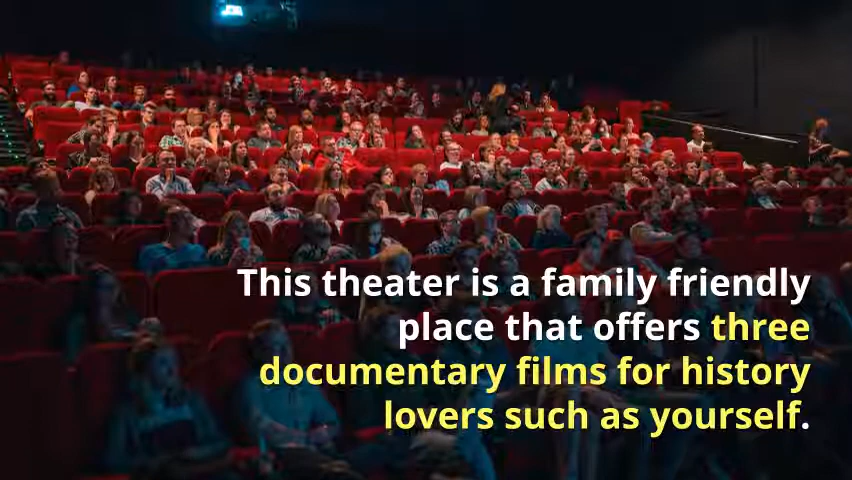 This theater is a family friendly
place that offers three
documentary films for history
lovers such as yourself.